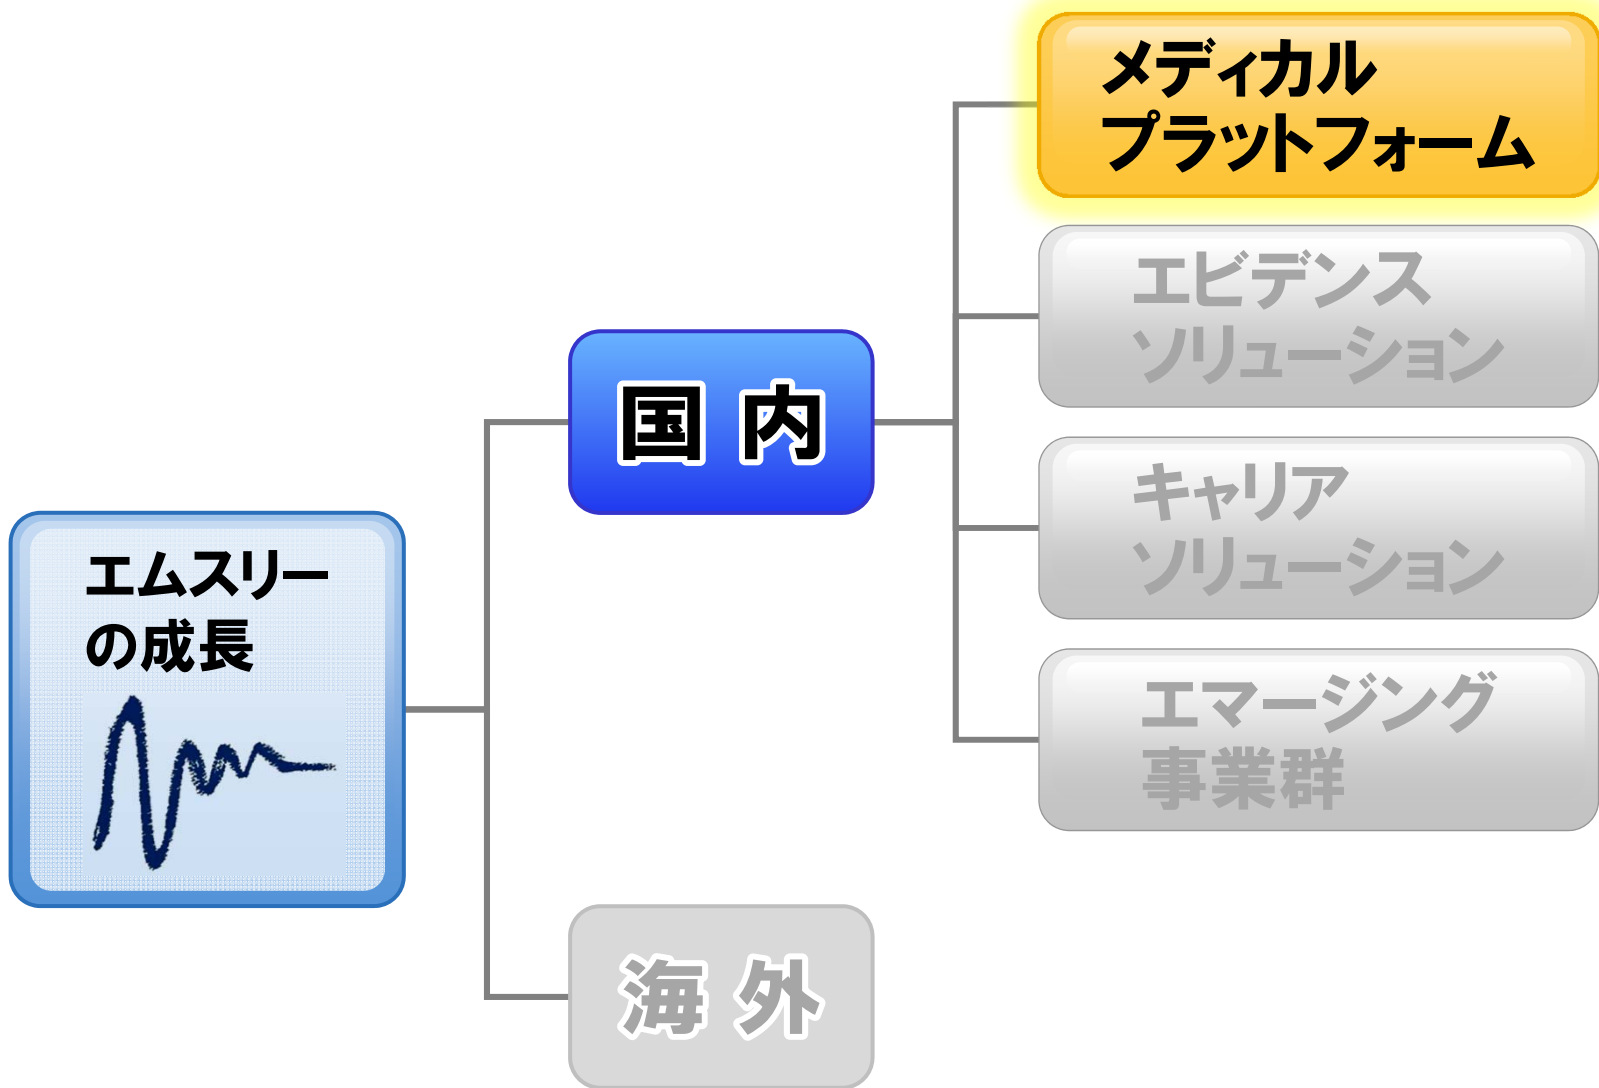 メディカル
プラットフォーム
エビデンス
ソリューション
国 内
キャリア
ソリューション
エムスリー
の成長
エマージング
事業群
海 外